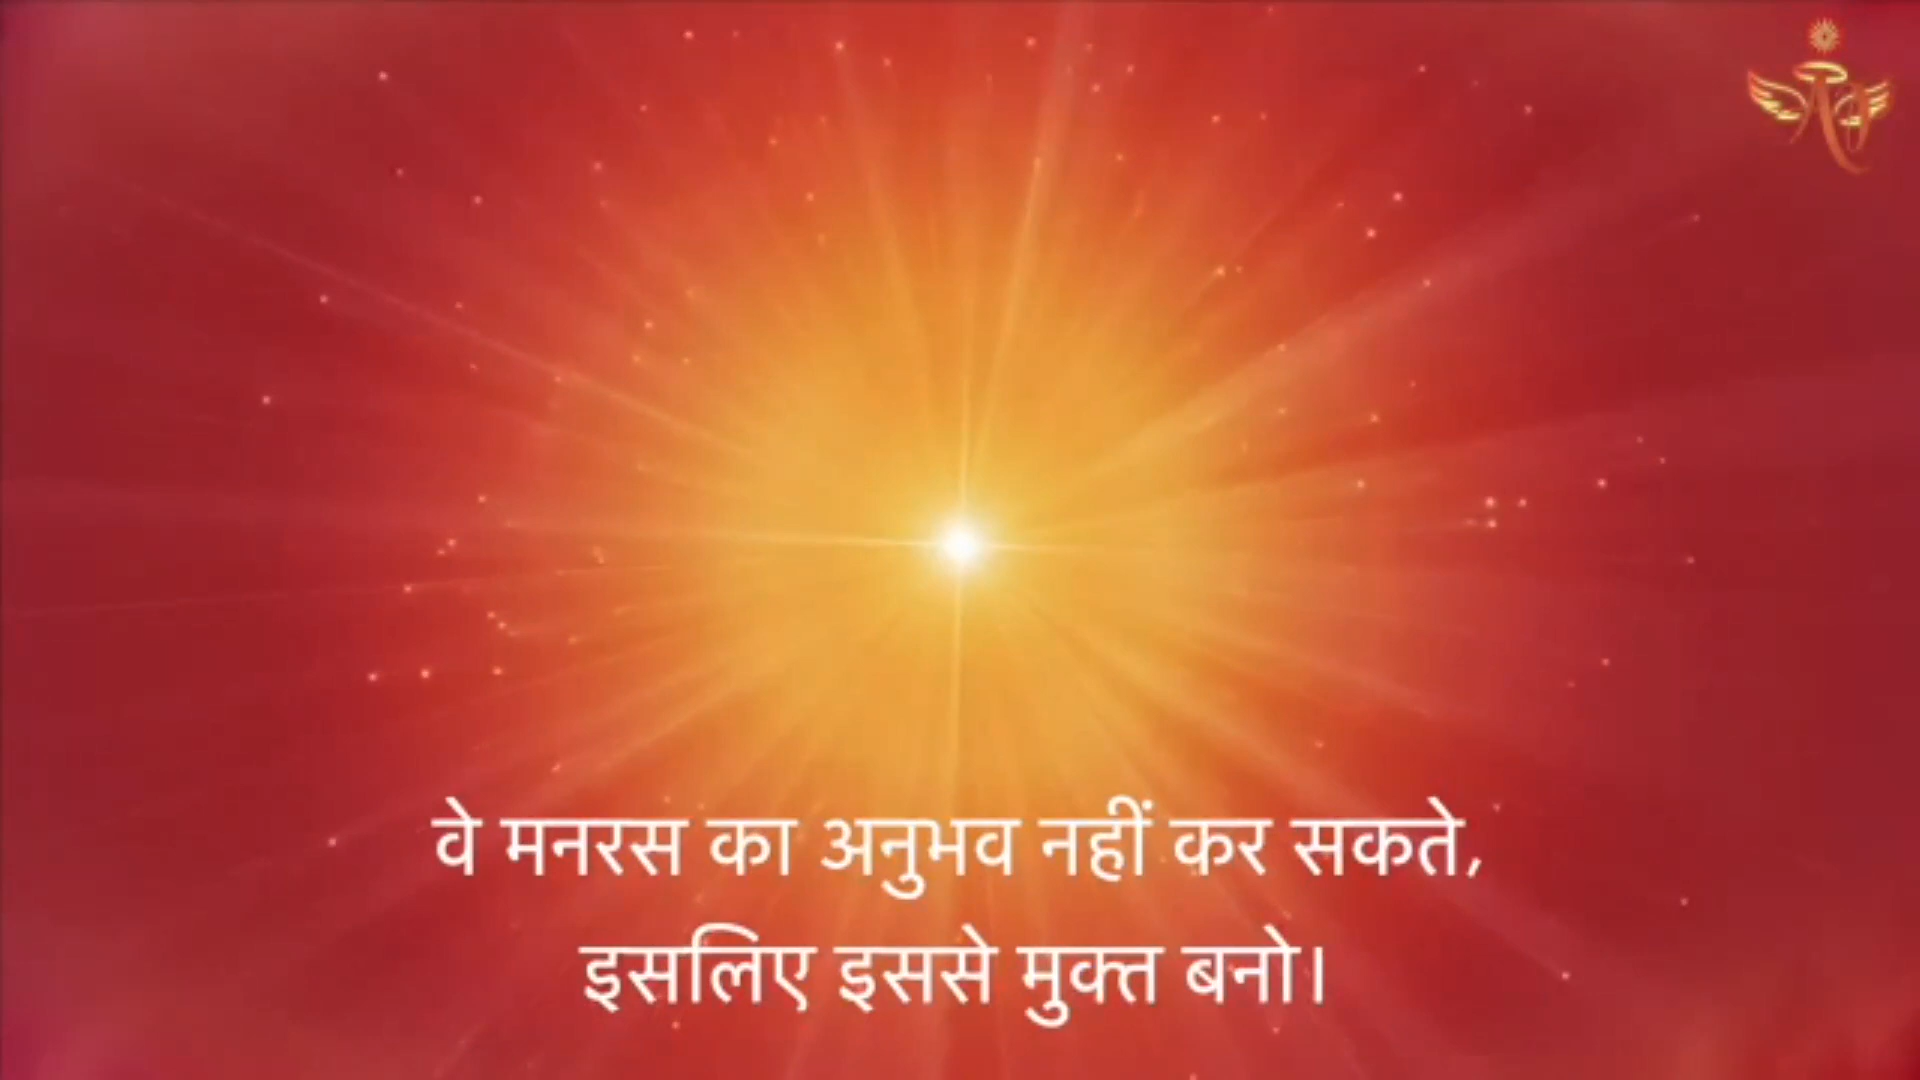 वे मनरस का अनुभव नहीं कर सकते,
इसलिए इससे मुक्त बनो।